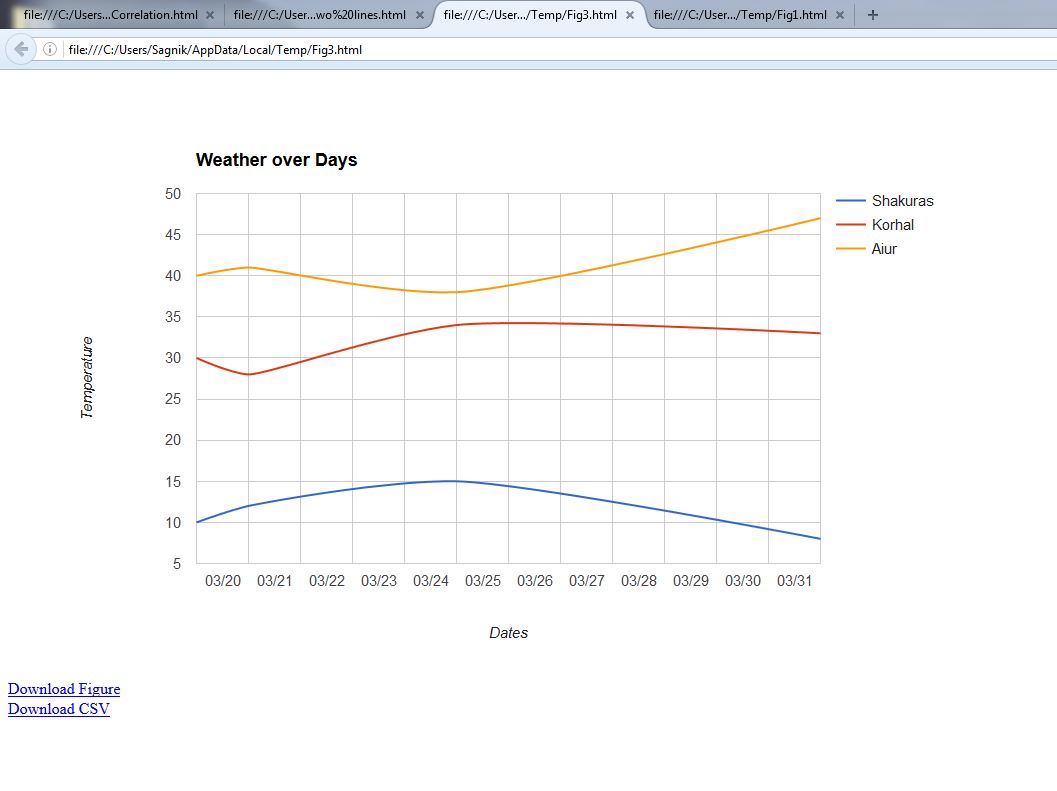 file:///C:/Users...Correlation.html
file:///C:/User...wo%20lines.html
file:///C:/User.../Temp/Fig3.html
file:///C:/User.../Temp/Fig1.html
file:///C:/Users/Sagnik/AppData/Local/Temp/Fig3.html
Weather over Days
50
45
40
35
30
25
20
15
10
5
Temperature
Shakuras
Korhal
Aiur
03/20 03/21 03/22 03/23 03/24 03/25 03/26 03/27 03/28 03/29 03/30 03/31
Dates
Download Figure
Download CSV